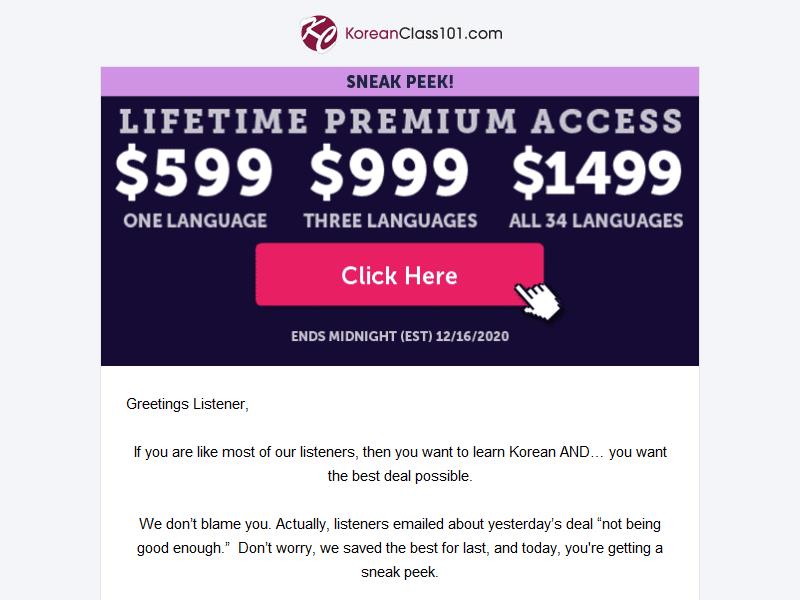 KoreanClass101.com
SNEAK PEEK!
LIFETIME PREMIUM ACCESS
$599 $999 $1499
ONE LANGUAGE THREE LANGUAGES ALL 34 LANGUAGES
Click Here
ENDS MIDNIGHT (EST) 12/16/2020
Greetings Listener,
If you are like most of our listeners, then you want to learn Korean AND… you want
the best deal possible.
We don’t blame you. Actually, listeners emailed about yesterday’s deal “not being
good enough.”  Don’t worry, we saved the best for last, and today, you're getting a
sneak peek.